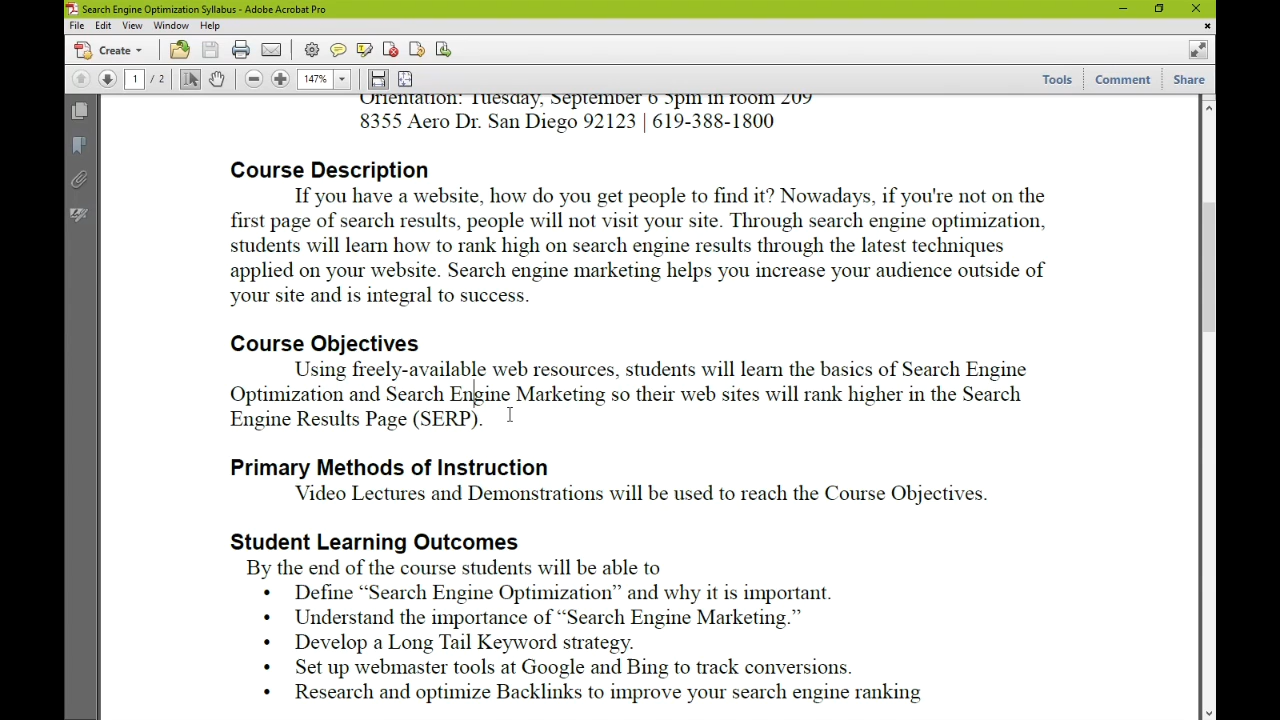 Search Engine Optimization Syllabus - Adobe Acrobat Pro
File Edit View Window Help
Create
1 / 2 147% Tools Comment Share
Orientation: Tuesday, September 6 5pm in room 209
8355 Aero Dr. San Diego 92123 | 619-388-1800
Course Description
If you have a website, how do you get people to find it? Nowadays, if you're not on the
first page of search results, people will not visit your site. Through search engine optimization,
students will learn how to rank high on search engine results through the latest techniques
applied on your website. Search engine marketing helps you increase your audience outside of
your site and is integral to success.
Course Objectives
Using freely-available web resources, students will learn the basics of Search Engine
Optimization and Search Engine Marketing so their web sites will rank higher in the Search
Engine Results Page (SERP).
Primary Methods of Instruction
Video Lectures and Demonstrations will be used to reach the Course Objectives.
Student Learning Outcomes
By the end of the course students will be able to
• Define “Search Engine Optimization” and why it is important.
• Understand the importance of “Search Engine Marketing.”
• Develop a Long Tail Keyword strategy.
• Set up webmaster tools at Google and Bing to track conversions.
• Research and optimize Backlinks to improve your search engine ranking